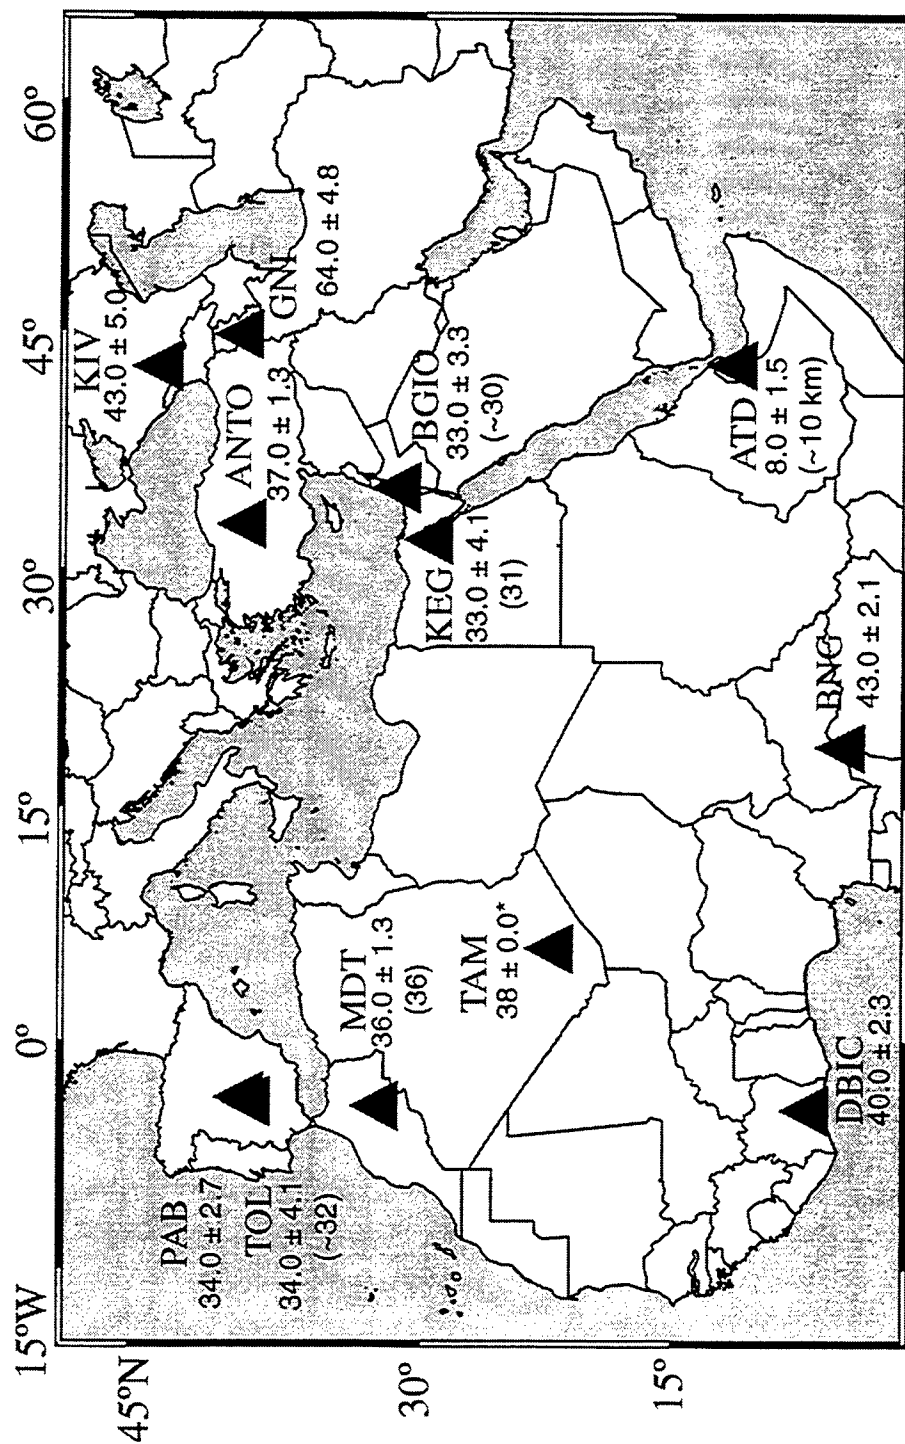 15°W
0°
15°
30°
45°
60°
45°N
30°
15°
KIV
43.0 ± 5.0
GNI
64.0 ± 4.8
ANTO
37.0 ± 1.3
PAB
34.0 ± 2.7
TOL
34.0 ± 4.1
(~32)
MDT
36.0 ± 1.3
(36)
TAM
38 ± 0.0*
KEG
33.0 ± 4.1
(31)
BGIO
33.0 ± 3.3
(~30)
ATD
8.0 ± 1.5
(~10 km)
BNG
43.0 ± 2.1
DBIC
40.0 ± 2.3